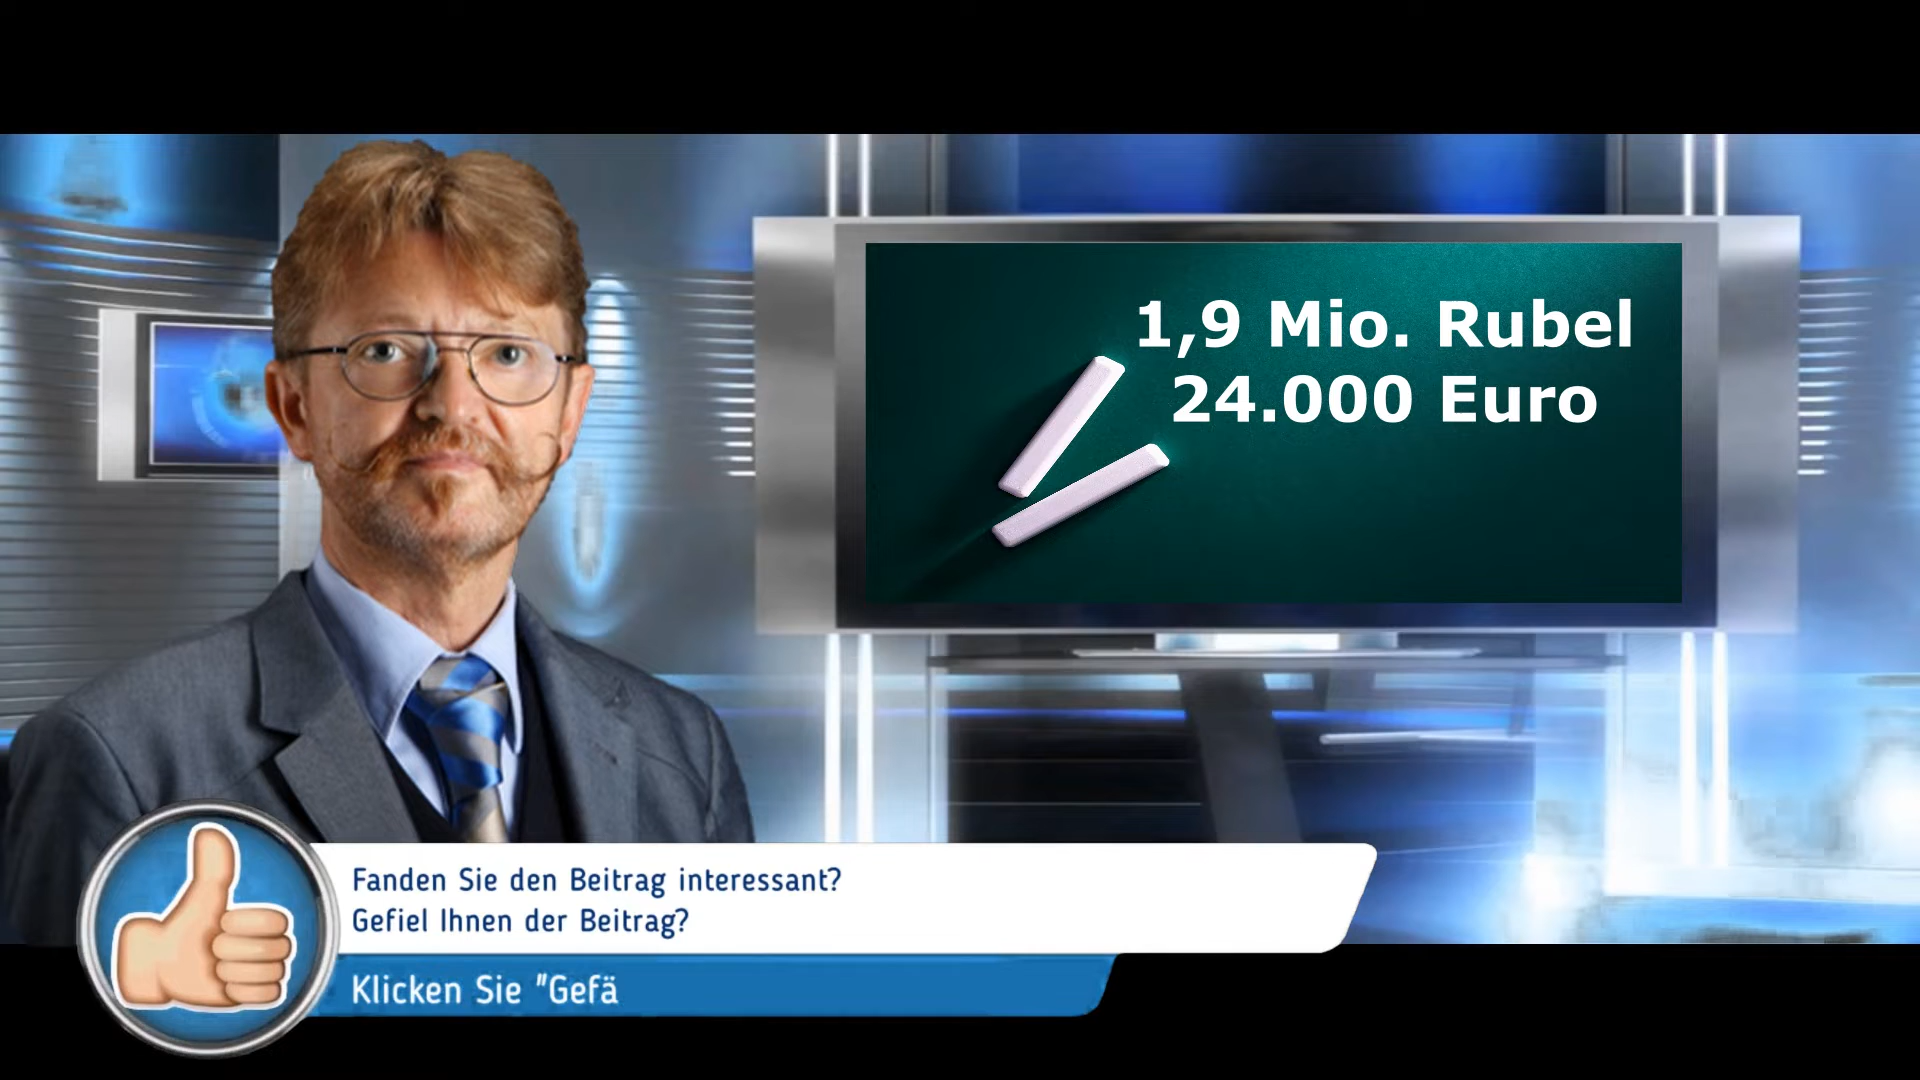 1,9 Mio. Rubel
24.000 Euro
Fanden Sie den Beitrag interessant?
Gefiel Ihnen der Beitrag?
Klicken Sie "Gefä